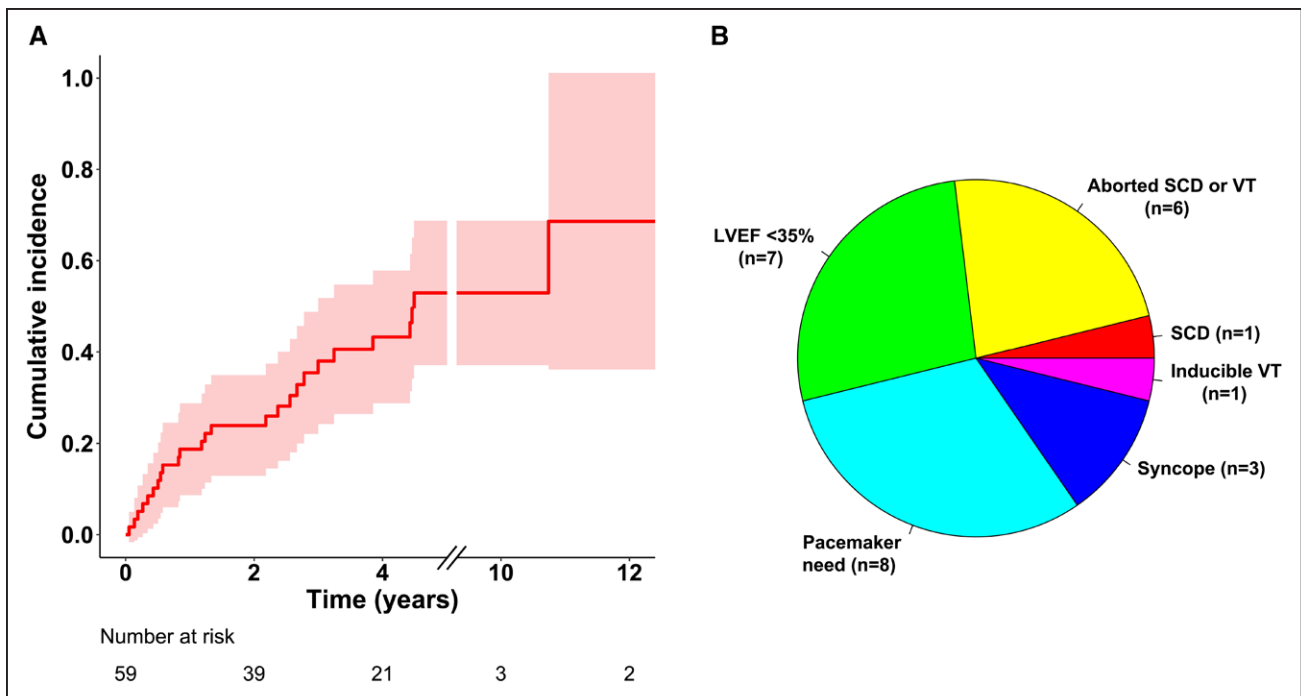 A
Cumulative incidence
1.0
0.8
0.6
0.4
0.2
0.0
0 2 4 10 12
Time (years)
Number at risk
59 39 21 3 2
B
Aborted SCD or VT
(n=6)
LVEF <35%
(n=7)
SCD (n=1)
Inducible VT
(n=1)
Syncope (n=3)
Pacemaker
need (n=8)